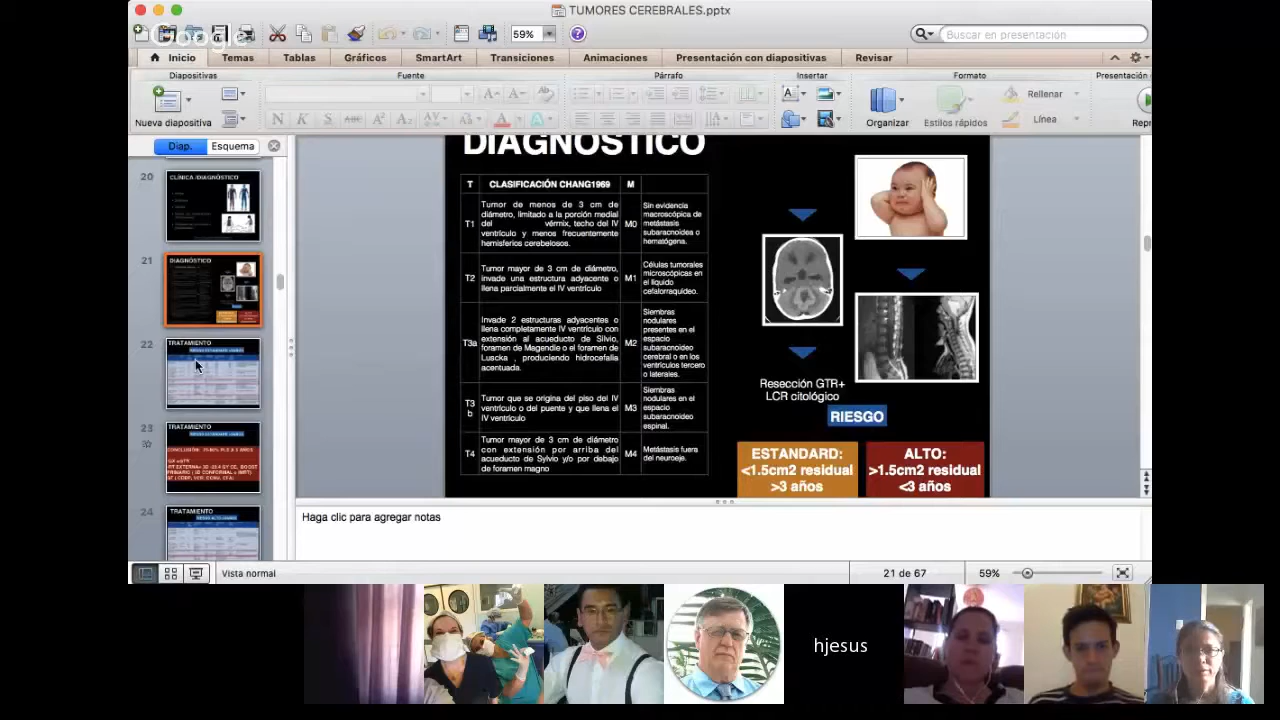 TUMORES CEREBRALES.pptx
Google
59%
Buscar en presentación
Inicio Temas Tablas Gráficos SmartArt Transiciones Animaciones Presentación con diapositivas Revisar
Diapositivas Fuente Párrafo Insertar Formato Presentación
Nueva diapositiva
Organizar Estilos rápidos Rellenar Línea Repr
Diap. Esquema
20
CLÍNICA /DIAGNÓSTICO
21
DIAGNÓSTICO
22
TRATAMIENTO
23
TRATAMIENTO
24
TRATAMIENTO
DIAGNÓSTICO
T CLASIFICACIÓN CHANG1969 M
T1
Tumor de menos de 3 cm de
diámetro, limitado a la porción medial
del vérmix, techo del IV
ventrículo y menos frecuentemente
hemisferios cerebelosos.
M0
Sin evidencia
macroscópica de
metástasis
subaracnoidea o
hematógena.
T2
Tumor mayor de 3 cm de diámetro,
invade una estructura adyacente o
llena parcialmente el IV ventrículo
M1
Células tumorales
microscópicas en
el líquido
cefalorraquídeo.
T3a
Invade 2 estructuras adyacentes o
llena completamente IV ventrículo con
extensión al acueducto de Silvio,
foramen de Magendie o el foramen de
Luscka , produciendo hidrocefalia
acentuada.
M2
Siembras
nodulares
presentes en el
espacio
subaracnoideo
cerebral o en los
ventrículos tercero
o laterales.
T3
b
Tumor que se origina del piso del IV
ventrículo o del puente y que llena el
IV ventrículo
M3
Siembras
nodulares en el
espacio
subaracnoideo
espinal.
T4
Tumor mayor de 3 cm de diámetro
con extensión por arriba del
acueducto de Sylvio y/o por debajo
de foramen magno
M4
Metástasis fuera
del neuroeje.
Resección GTR+
LCR citológico
RIESGO
ESTANDAR:
<1.5cm2 residual
>3 años
ALTO:
>1.5cm2 residual
<3 años
Haga clic para agregar notas
Vista normal
21 de 67
59%
hjesus